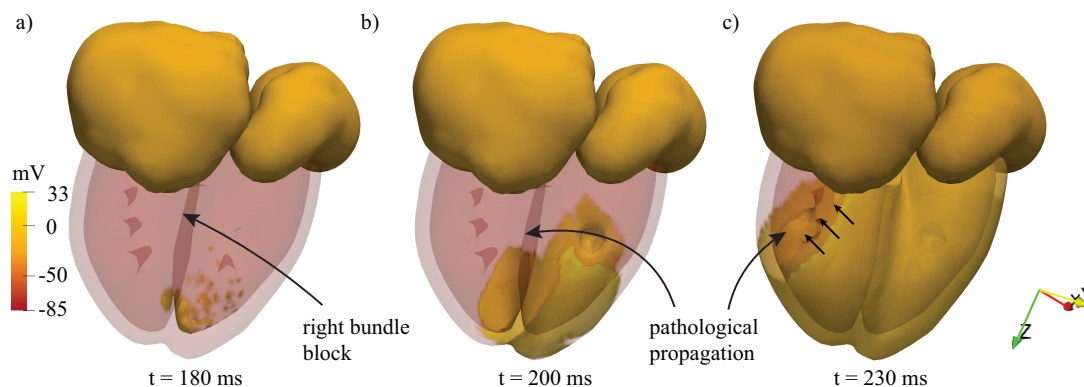 a)
b)
c)
mV
33
0
-50
-85
right bundle
block
pathological
propagation
Z
X
Y
t = 180 ms
t = 200 ms
t = 230 ms